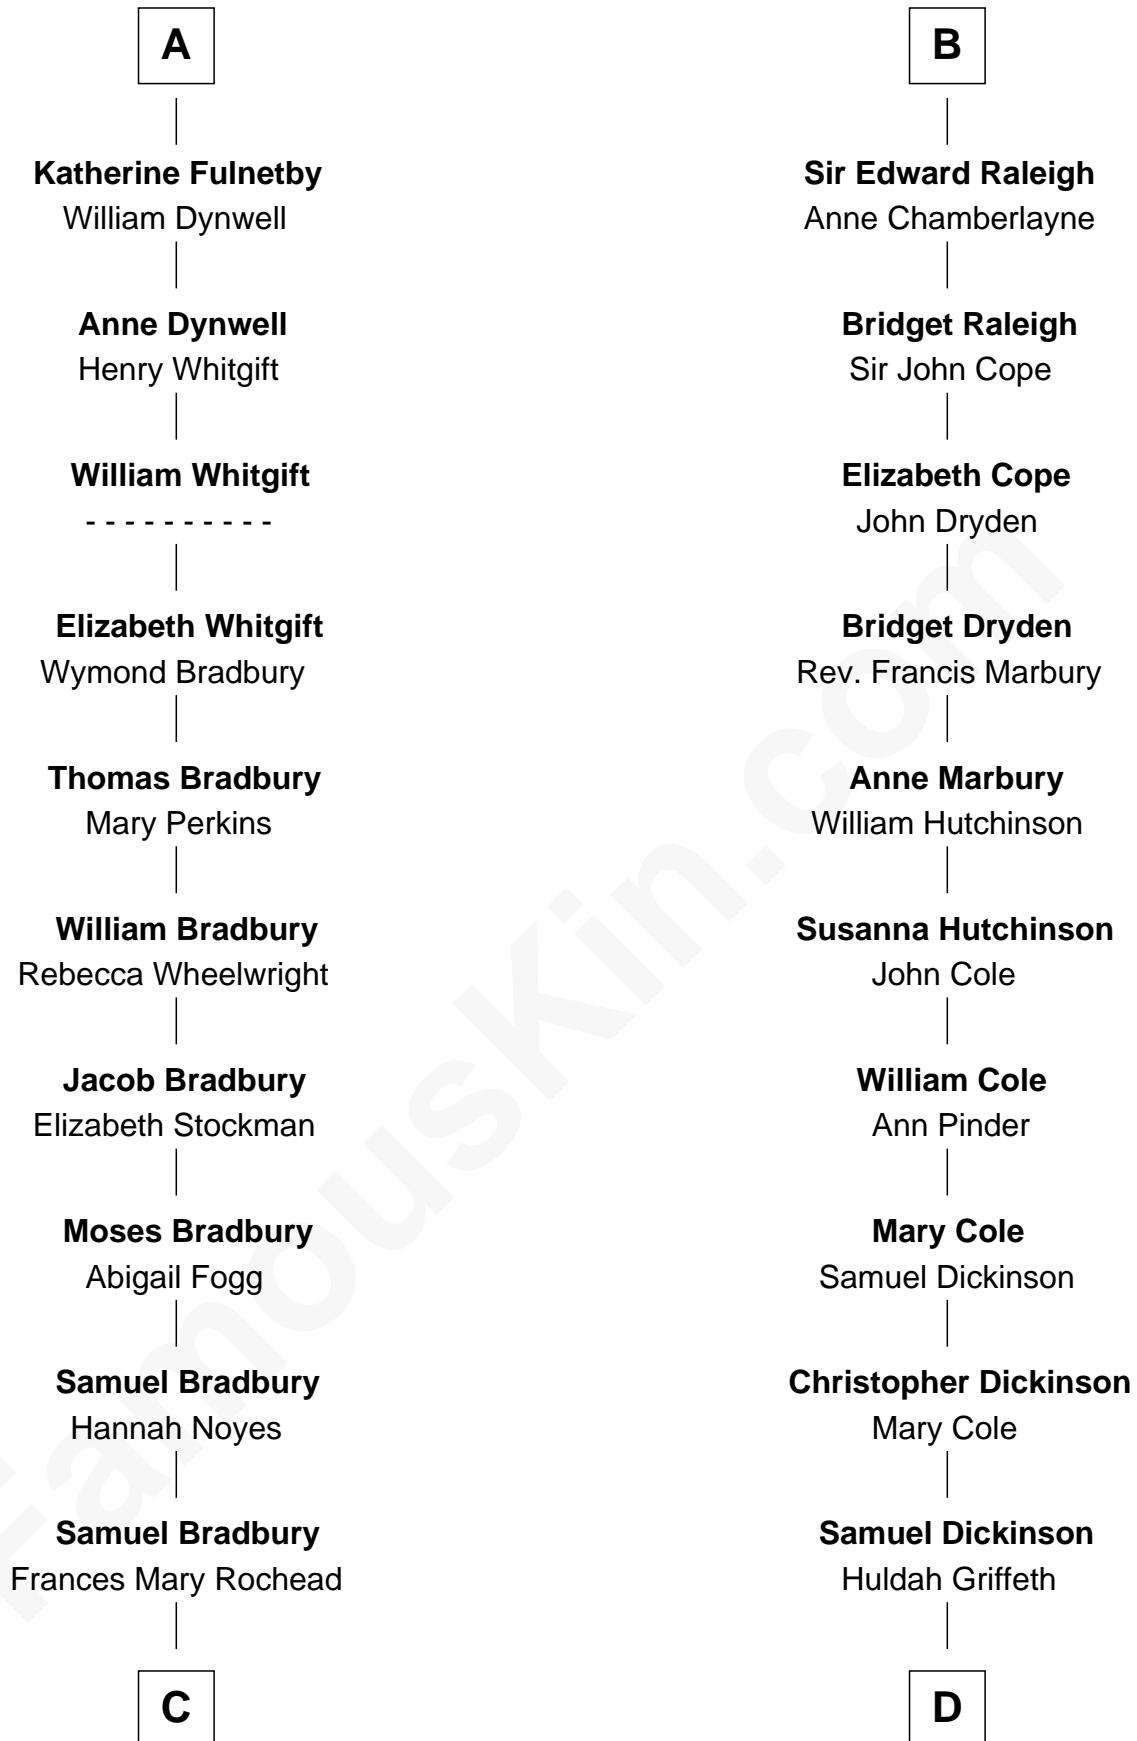 A
Katherine Fulnetby
William Dynwell
Anne Dynwell
Henry Whitgift
William Whitgift
- - - - - - - - - -
Elizabeth Whitgift
Wymond Bradbury
Thomas Bradbury
Mary Perkins
William Bradbury
Rebecca Wheelwright
Jacob Bradbury
Elizabeth Stockman
Moses Bradbury
Abigail Fogg
Samuel Bradbury
Hannah Noyes
Samuel Bradbury
Frances Mary Rochead
C
B
Sir Edward Raleigh
Anne Chamberlayne
Bridget Raleigh
Sir John Cope
Elizabeth Cope
John Dryden
Bridget Dryden
Rev. Francis Marbury
Anne Marbury
William Hutchinson
Susanna Hutchinson
John Cole
William Cole
Ann Pinder
Mary Cole
Samuel Dickinson
Christopher Dickinson
Mary Cole
Samuel Dickinson
Huldah Griffeth
D
FamousKin.com